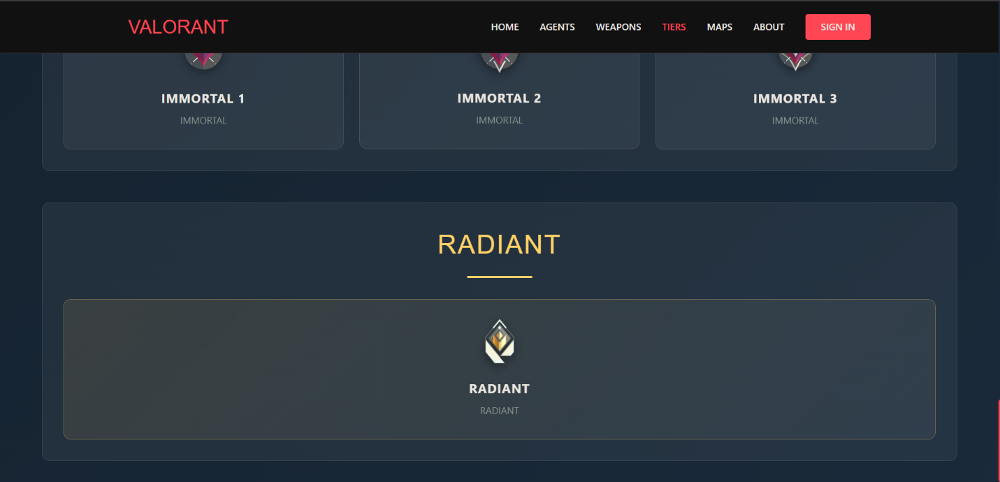 VALORANT
HOME AGENTS WEAPONS TIERS MAPS ABOUT SIGN IN
IMMORTAL 1 IMMORTAL 2 IMMORTAL 3
IMMORTAL IMMORTAL IMMORTAL
RADIANT
RADIANT
RADIANT